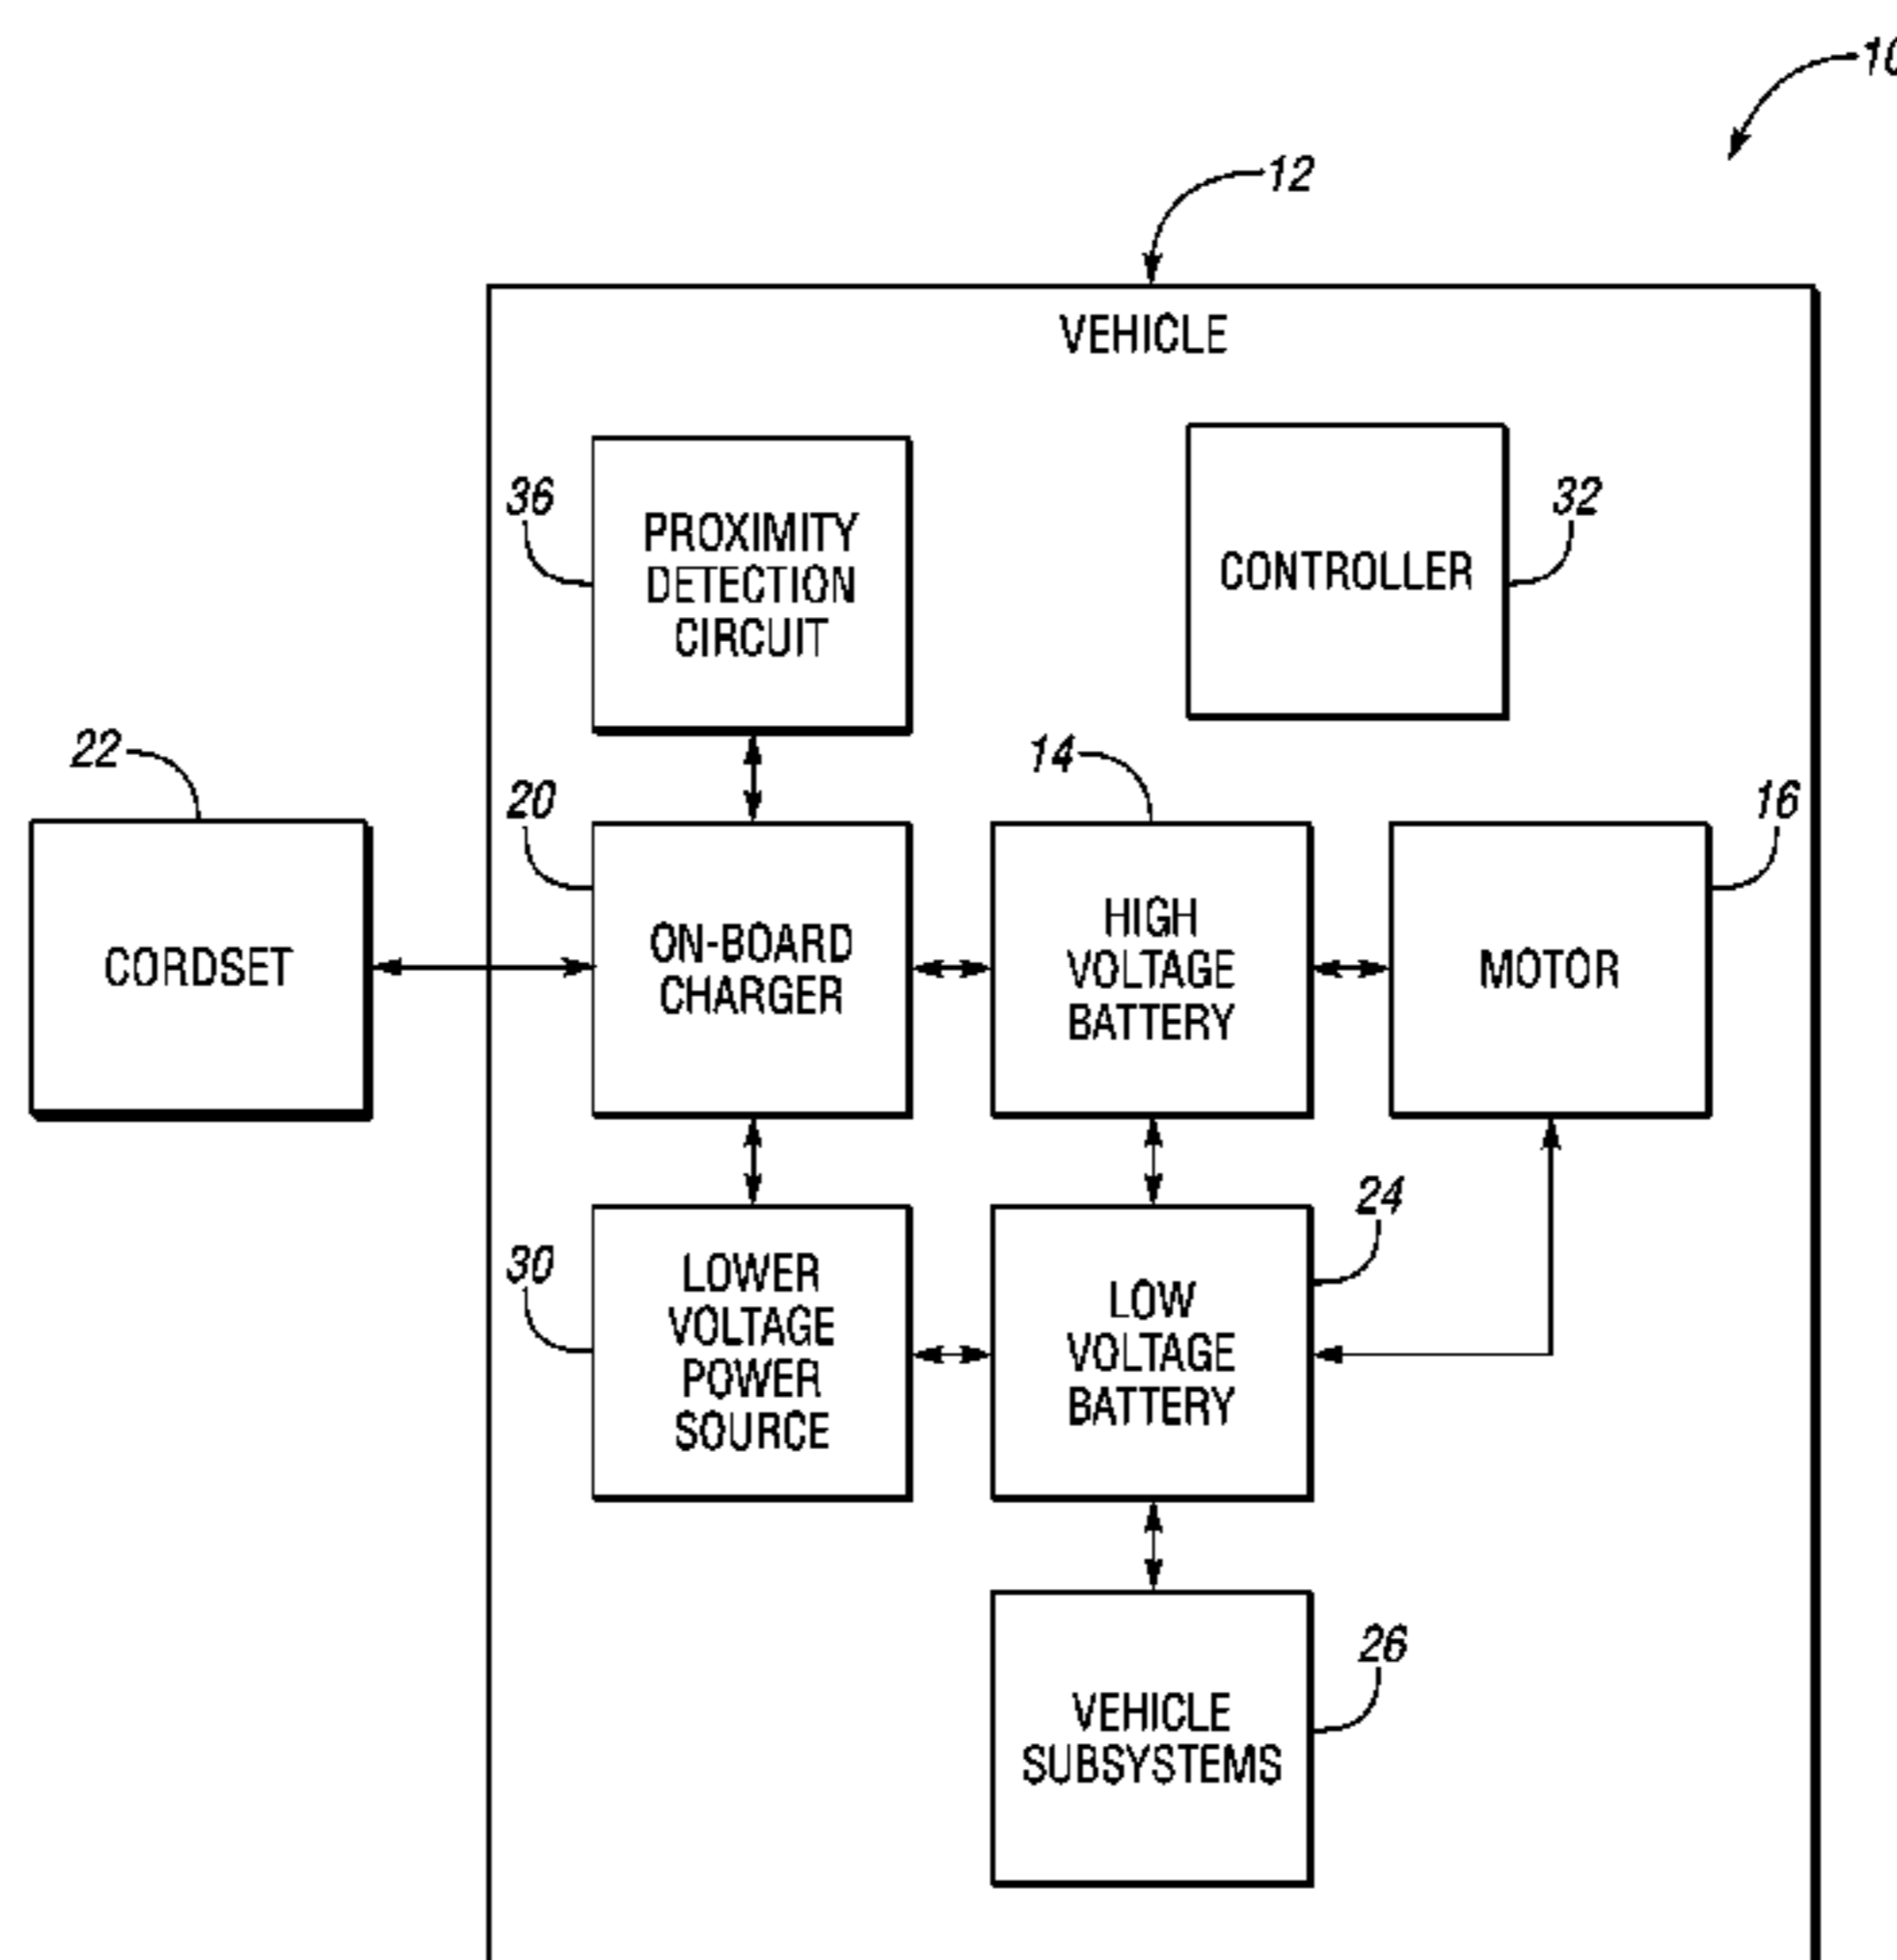 10
12
VEHICLE
36
PROXIMITY
DETECTION
CIRCUIT
CONTROLLER
32
22
20
14
16
CORDSET
ON-BOARD
CHARGER
HIGH
VOLTAGE
BATTERY
MOTOR
30
LOWER
VOLTAGE
POWER
SOURCE
24
LOW
VOLTAGE
BATTERY
26
VEHICLE
SUBSYSTEMS